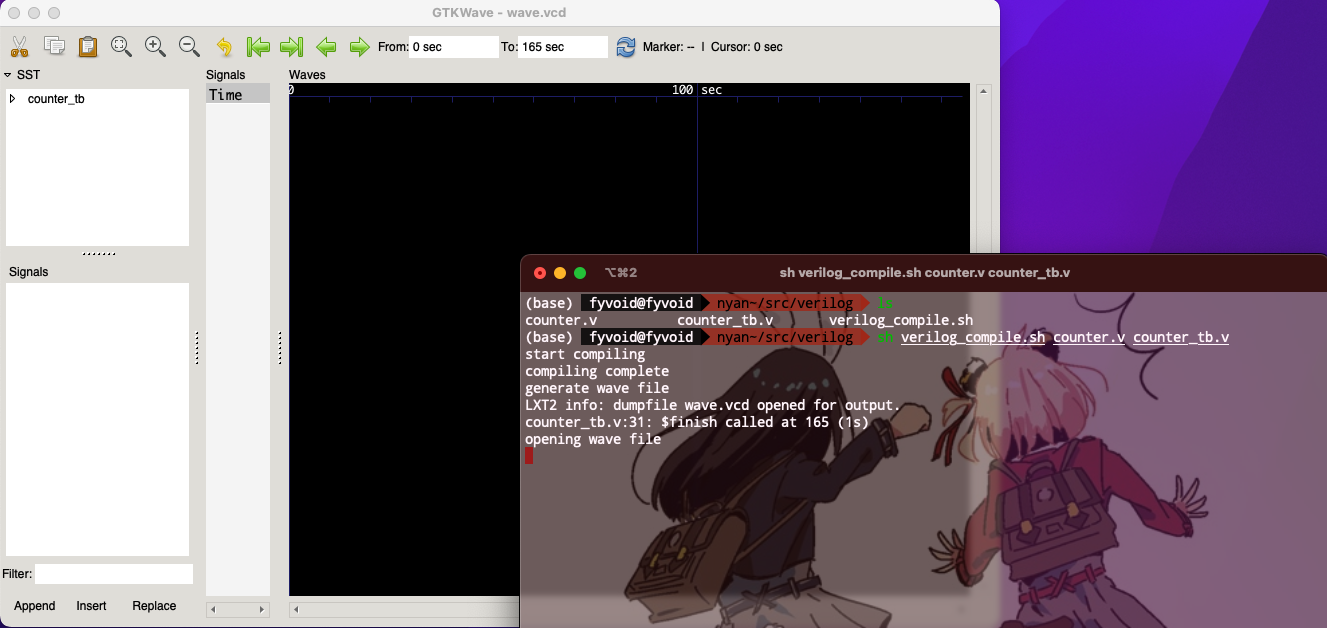 GTKWave - wave.vcd
From: 0 sec To: 165 sec Marker: -- | Cursor: 0 sec
SST
counter_tb
Signals
Filter:
Append Insert Replace
Signals
Time
Waves
0 100 sec
⌥⌘2 sh verilog_compile.sh counter.v counter_tb.v
(base) fyvoid@fyvoid nyan~/src/verilog ls
counter.v counter_tb.v verilog_compile.sh
(base) fyvoid@fyvoid nyan~/src/verilog sh verilog_compile.sh counter.v counter_tb.v
start compiling
compiling complete
generate wave file
LXT2 info: dumpfile wave.vcd opened for output.
counter_tb.v:31: $finish called at 165 (1s)
opening wave file